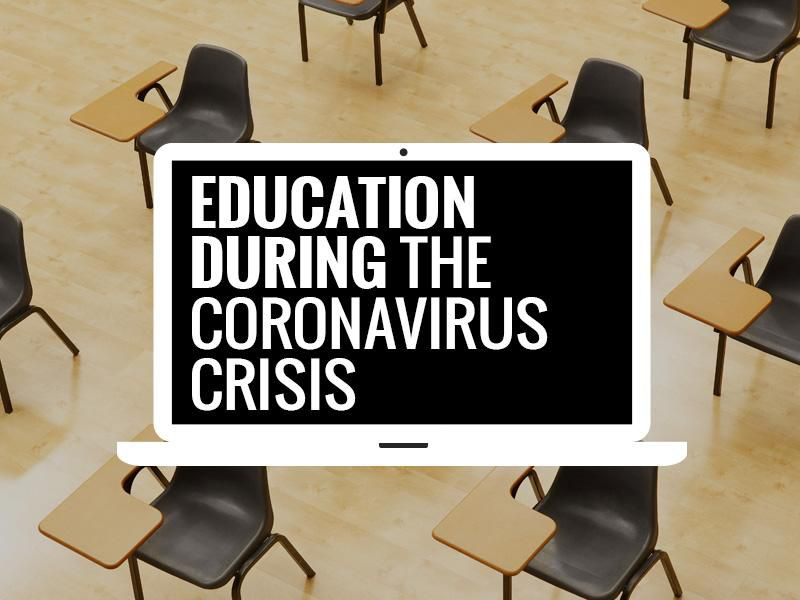 EDUCATION
DURING THE
CORONAVIRUS
CRISIS